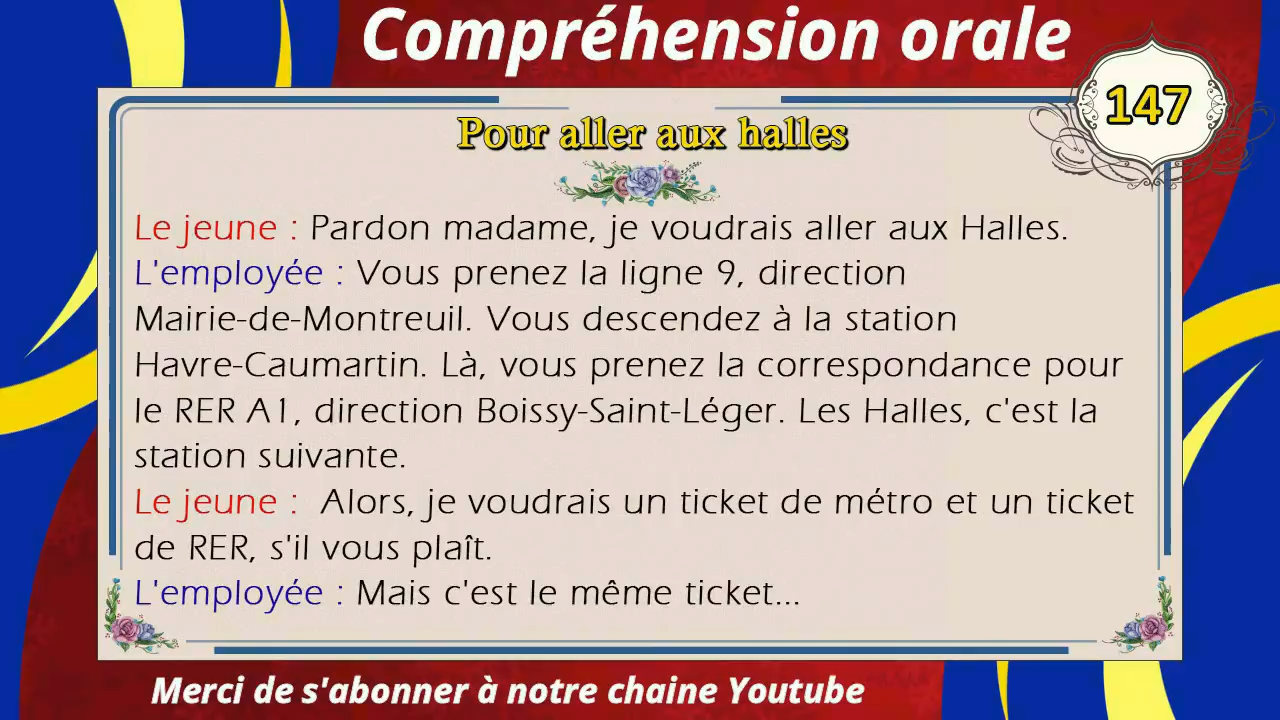 Compréhension orale
147
Pour aller aux halles
Le jeune : Pardon madame, je voudrais aller aux Halles.
L'employée : Vous prenez la ligne 9, direction
Mairie-de-Montreuil. Vous descendez à la station
Havre-Caumartin. Là, vous prenez la correspondance pour
le RER A1, direction Boissy-Saint-Léger. Les Halles, c'est la
station suivante.
Le jeune : Alors, je voudrais un ticket de métro et un ticket
de RER, s'il vous plaît.
L'employée : Mais c'est le même ticket...
Merci de s'abonner à notre chaine Youtube